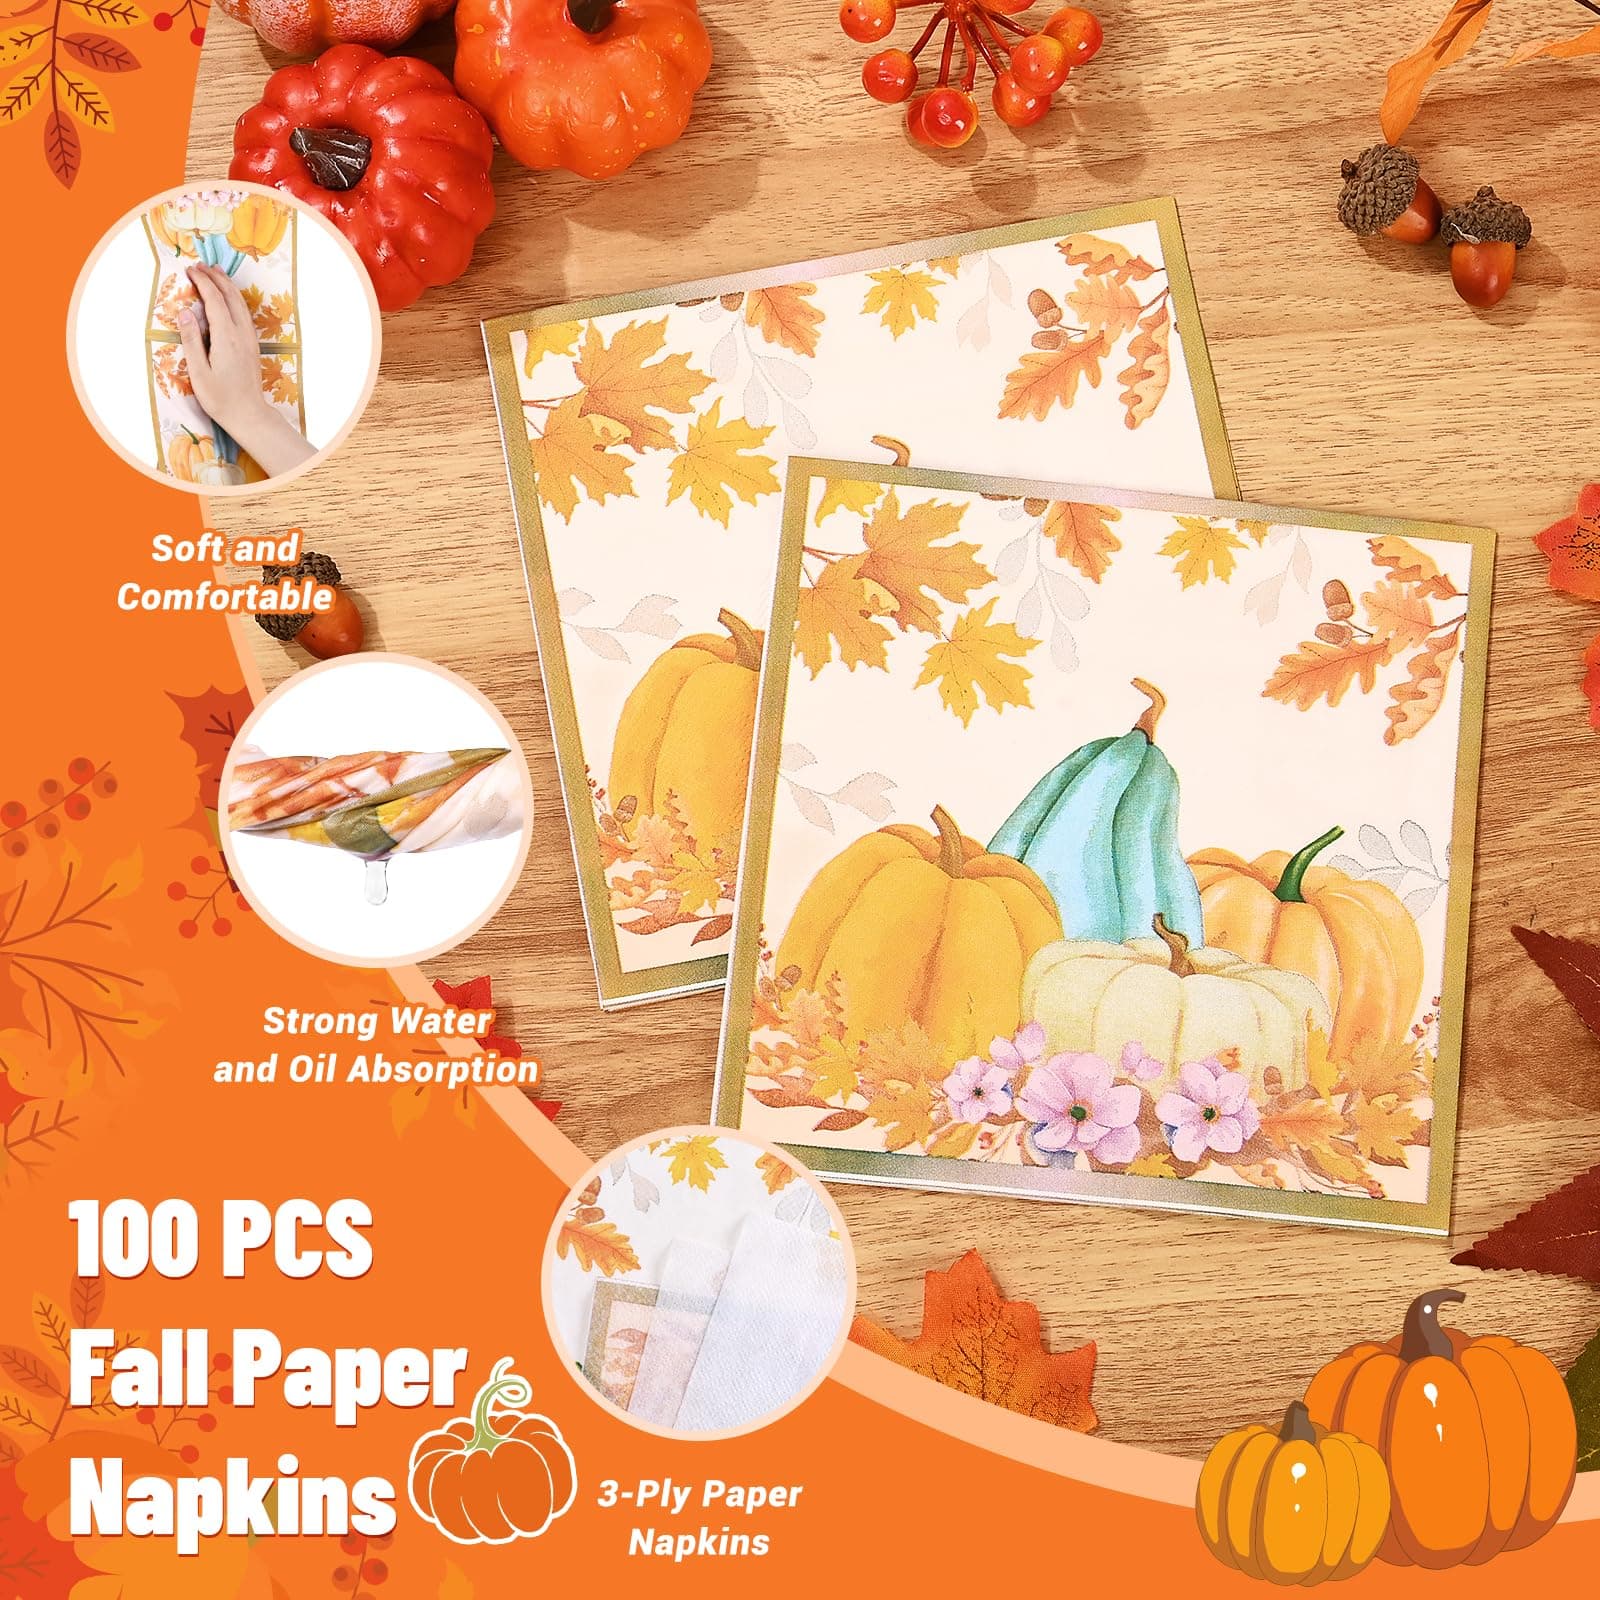 Soft and
Comfortable
Strong Water
and Oil Absorption
100 PCS
Fall Paper
Napkins
3-Ply Paper
Napkins